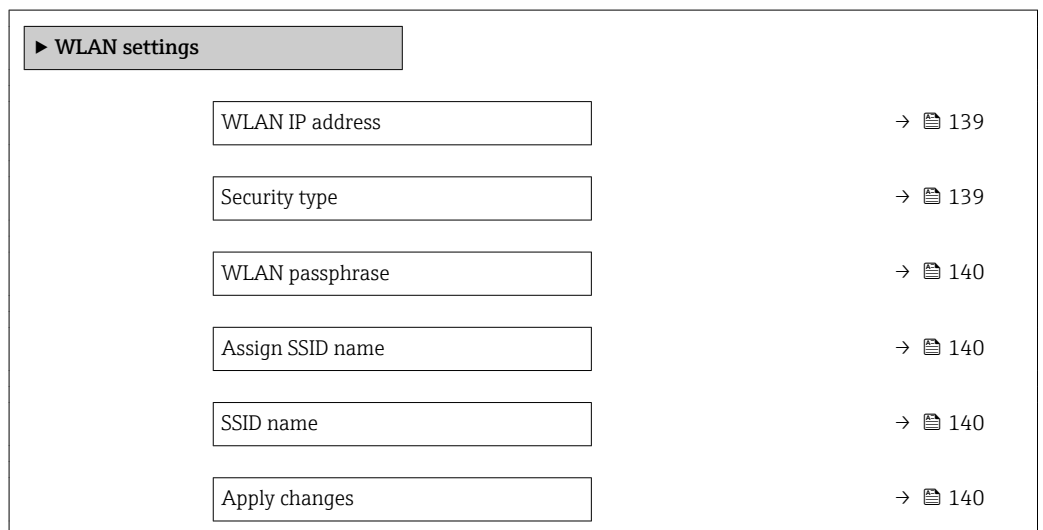 ► WLAN settings
WLAN IP address → 139
Security type → 139
WLAN passphrase → 140
Assign SSID name → 140
SSID name → 140
Apply changes → 140